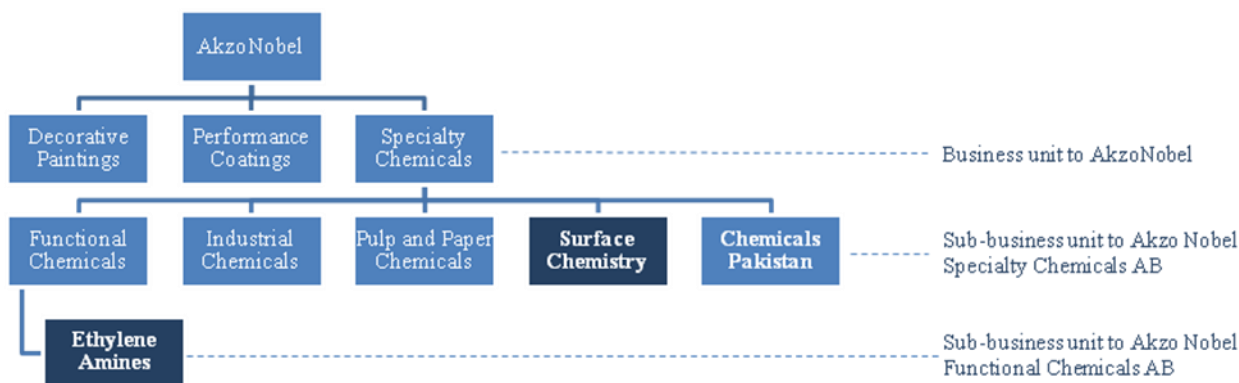 AkzoNobel
Decorative
Paintings
Performance
Coatings
Specialty
Chemicals
Business unit to AkzoNobel
Functional
Chemicals
Industrial
Chemicals
Pulp and Paper
Chemicals
Surface
Chemistry
Chemicals
Pakistan
Sub-business unit to Akzo Nobel
Specialty Chemicals AB
Ethylene
Amines
Sub-business unit to Akzo Nobel
Functional Chemicals AB